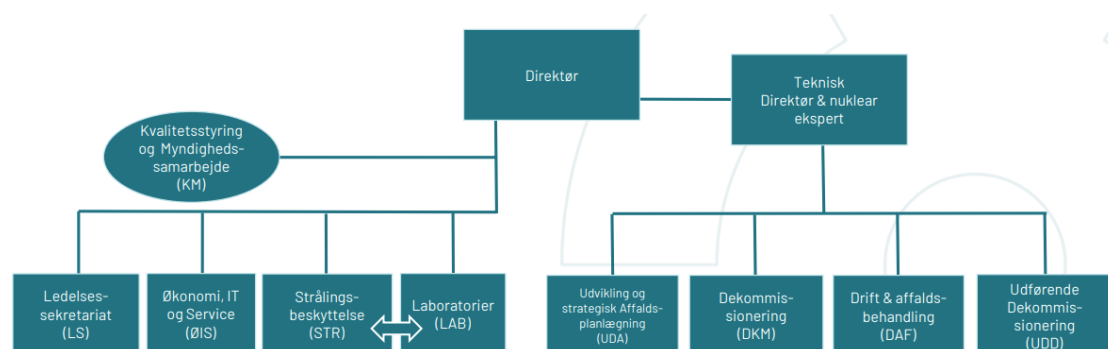 Direktør
Teknisk
Direktør & nuklear
ekspert
Kvalitetsstyring
og Myndigheds-
samarbejde
(KM)
Ledelses-
sekretariat
(LS)
Økonomi, IT
og Service
(ØIS)
Strålings-
beskyttelse
(STR)
Laboratorier
(LAB)
Udvikling og
strategisk Affalds-
planlægning
(UDA)
Dekommis-
sionering
(DKM)
Drift & affalds-
behandling
(DAF)
Udførende
Dekommis-
sionering
(UDD)